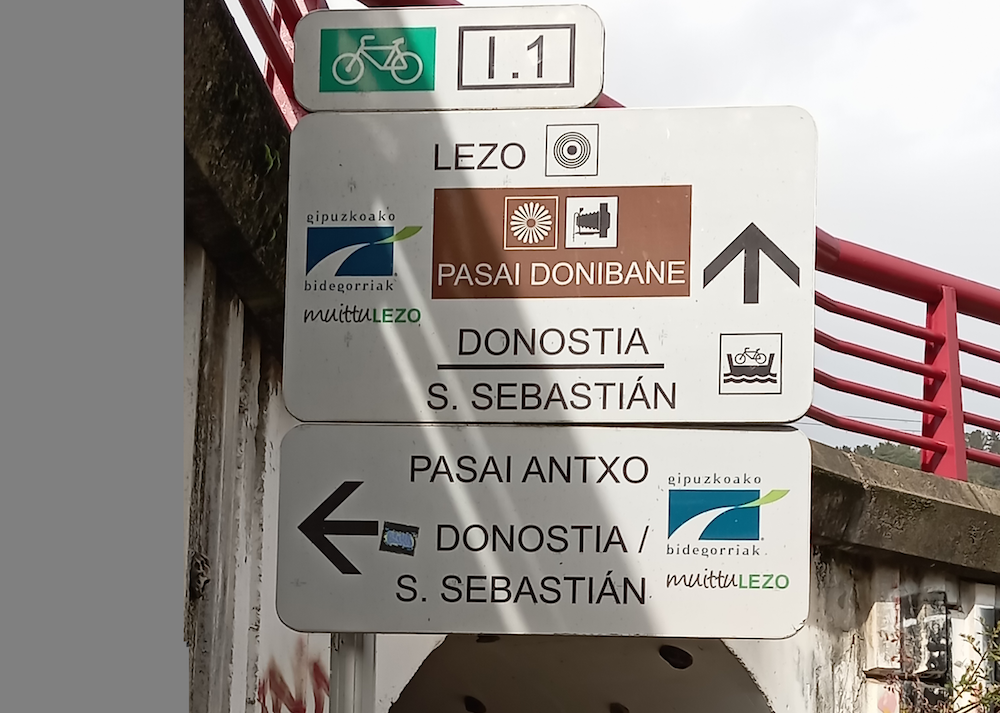 I.1
LEZO
gipuzkoako
bidegorriak
muittuLEZO
PASAI DONIBANE
DONOSTIA
S. SEBASTIÁN
PASAI ANTXO
DONOSTIA /
S. SEBASTIÁN
gipuzkoako
bidegorriak
muittuLEZO